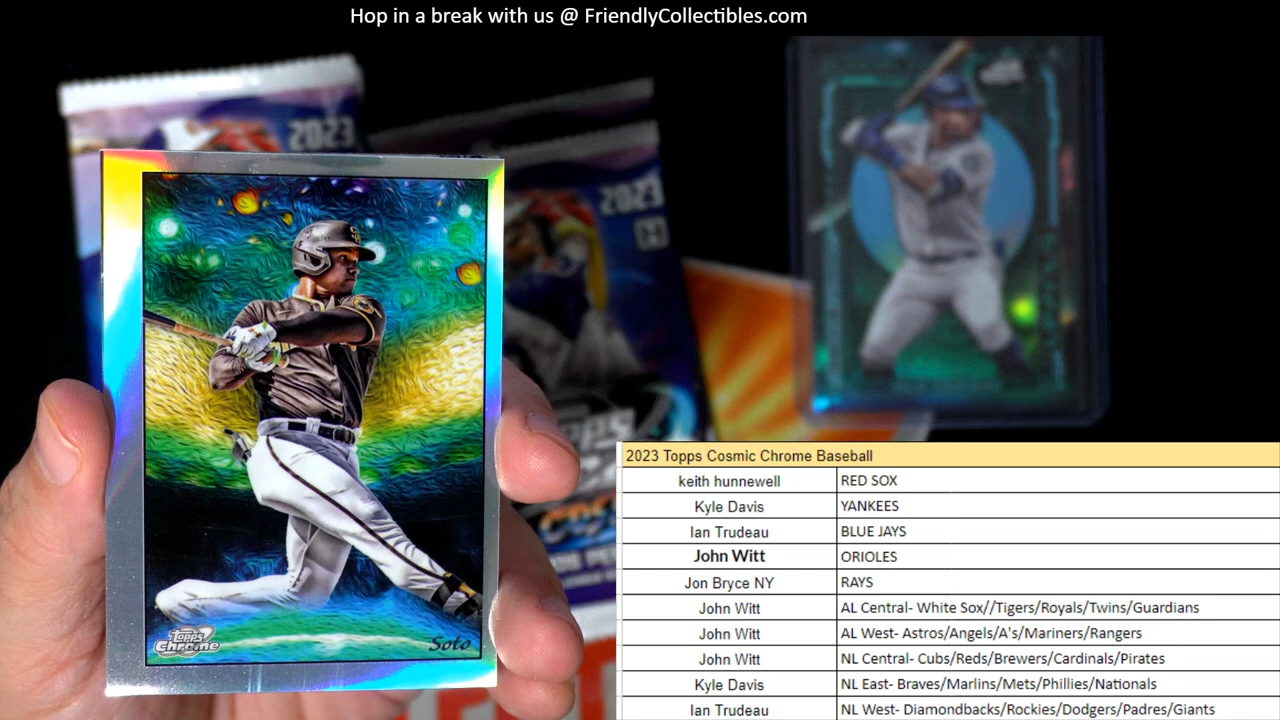 Hop in a break with us @ FriendlyCollectibles.com
2023
2023
H
Topps
Chrome
Soto
2023 Topps Cosmic Chrome Baseball
keith hunnewell RED SOX
Kyle Davis YANKEES
Ian Trudeau BLUE JAYS
John Witt ORIOLES
Jon Bryce NY RAYS
John Witt AL Central- White Sox//Tigers/Royals/Twins/Guardians
John Witt AL West- Astros/Angels/A's/Mariners/Rangers
John Witt NL Central- Cubs/Reds/Brewers/Cardinals/Pirates
Kyle Davis NL East- Braves/Marlins/Mets/Phillies/Nationals
Ian Trudeau NL West- Diamondbacks/Rockies/Dodgers/Padres/Giants